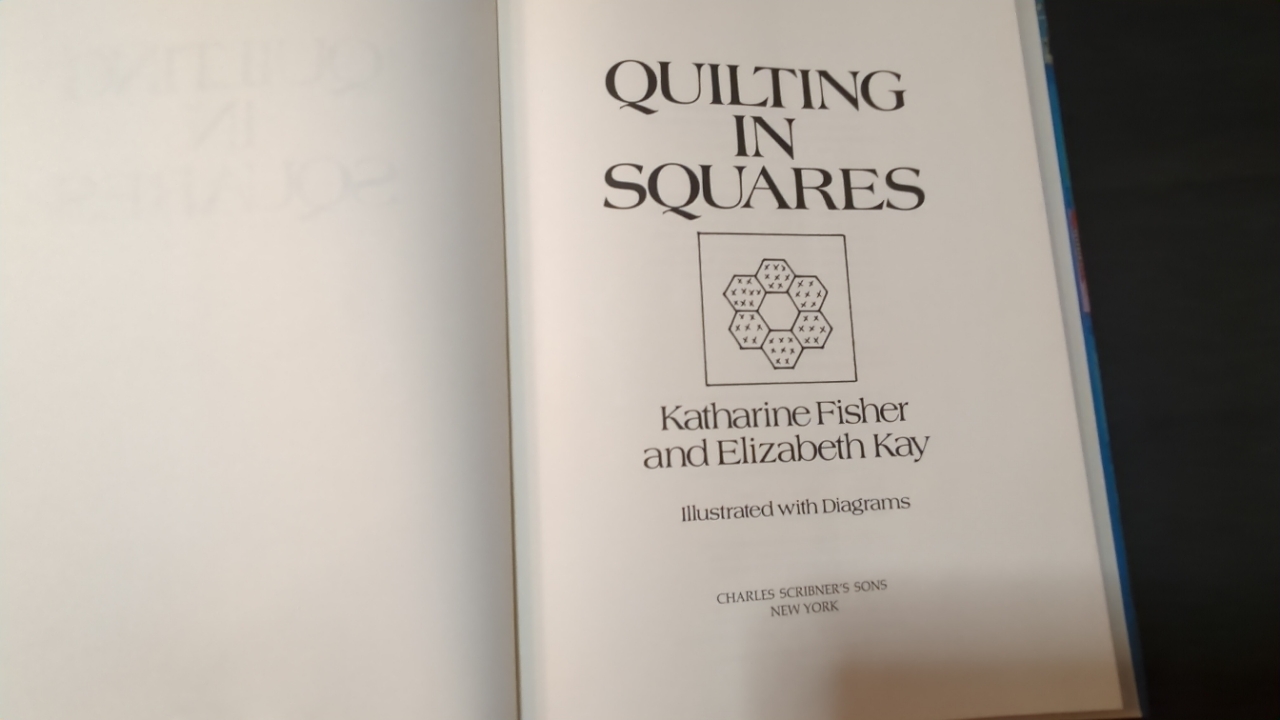 QUILTING
IN
SQUARES
Katharine Fisher
and Elizabeth Kay
Illustrated with Diagrams
CHARLES SCRIBNER'S SONS
NEW YORK